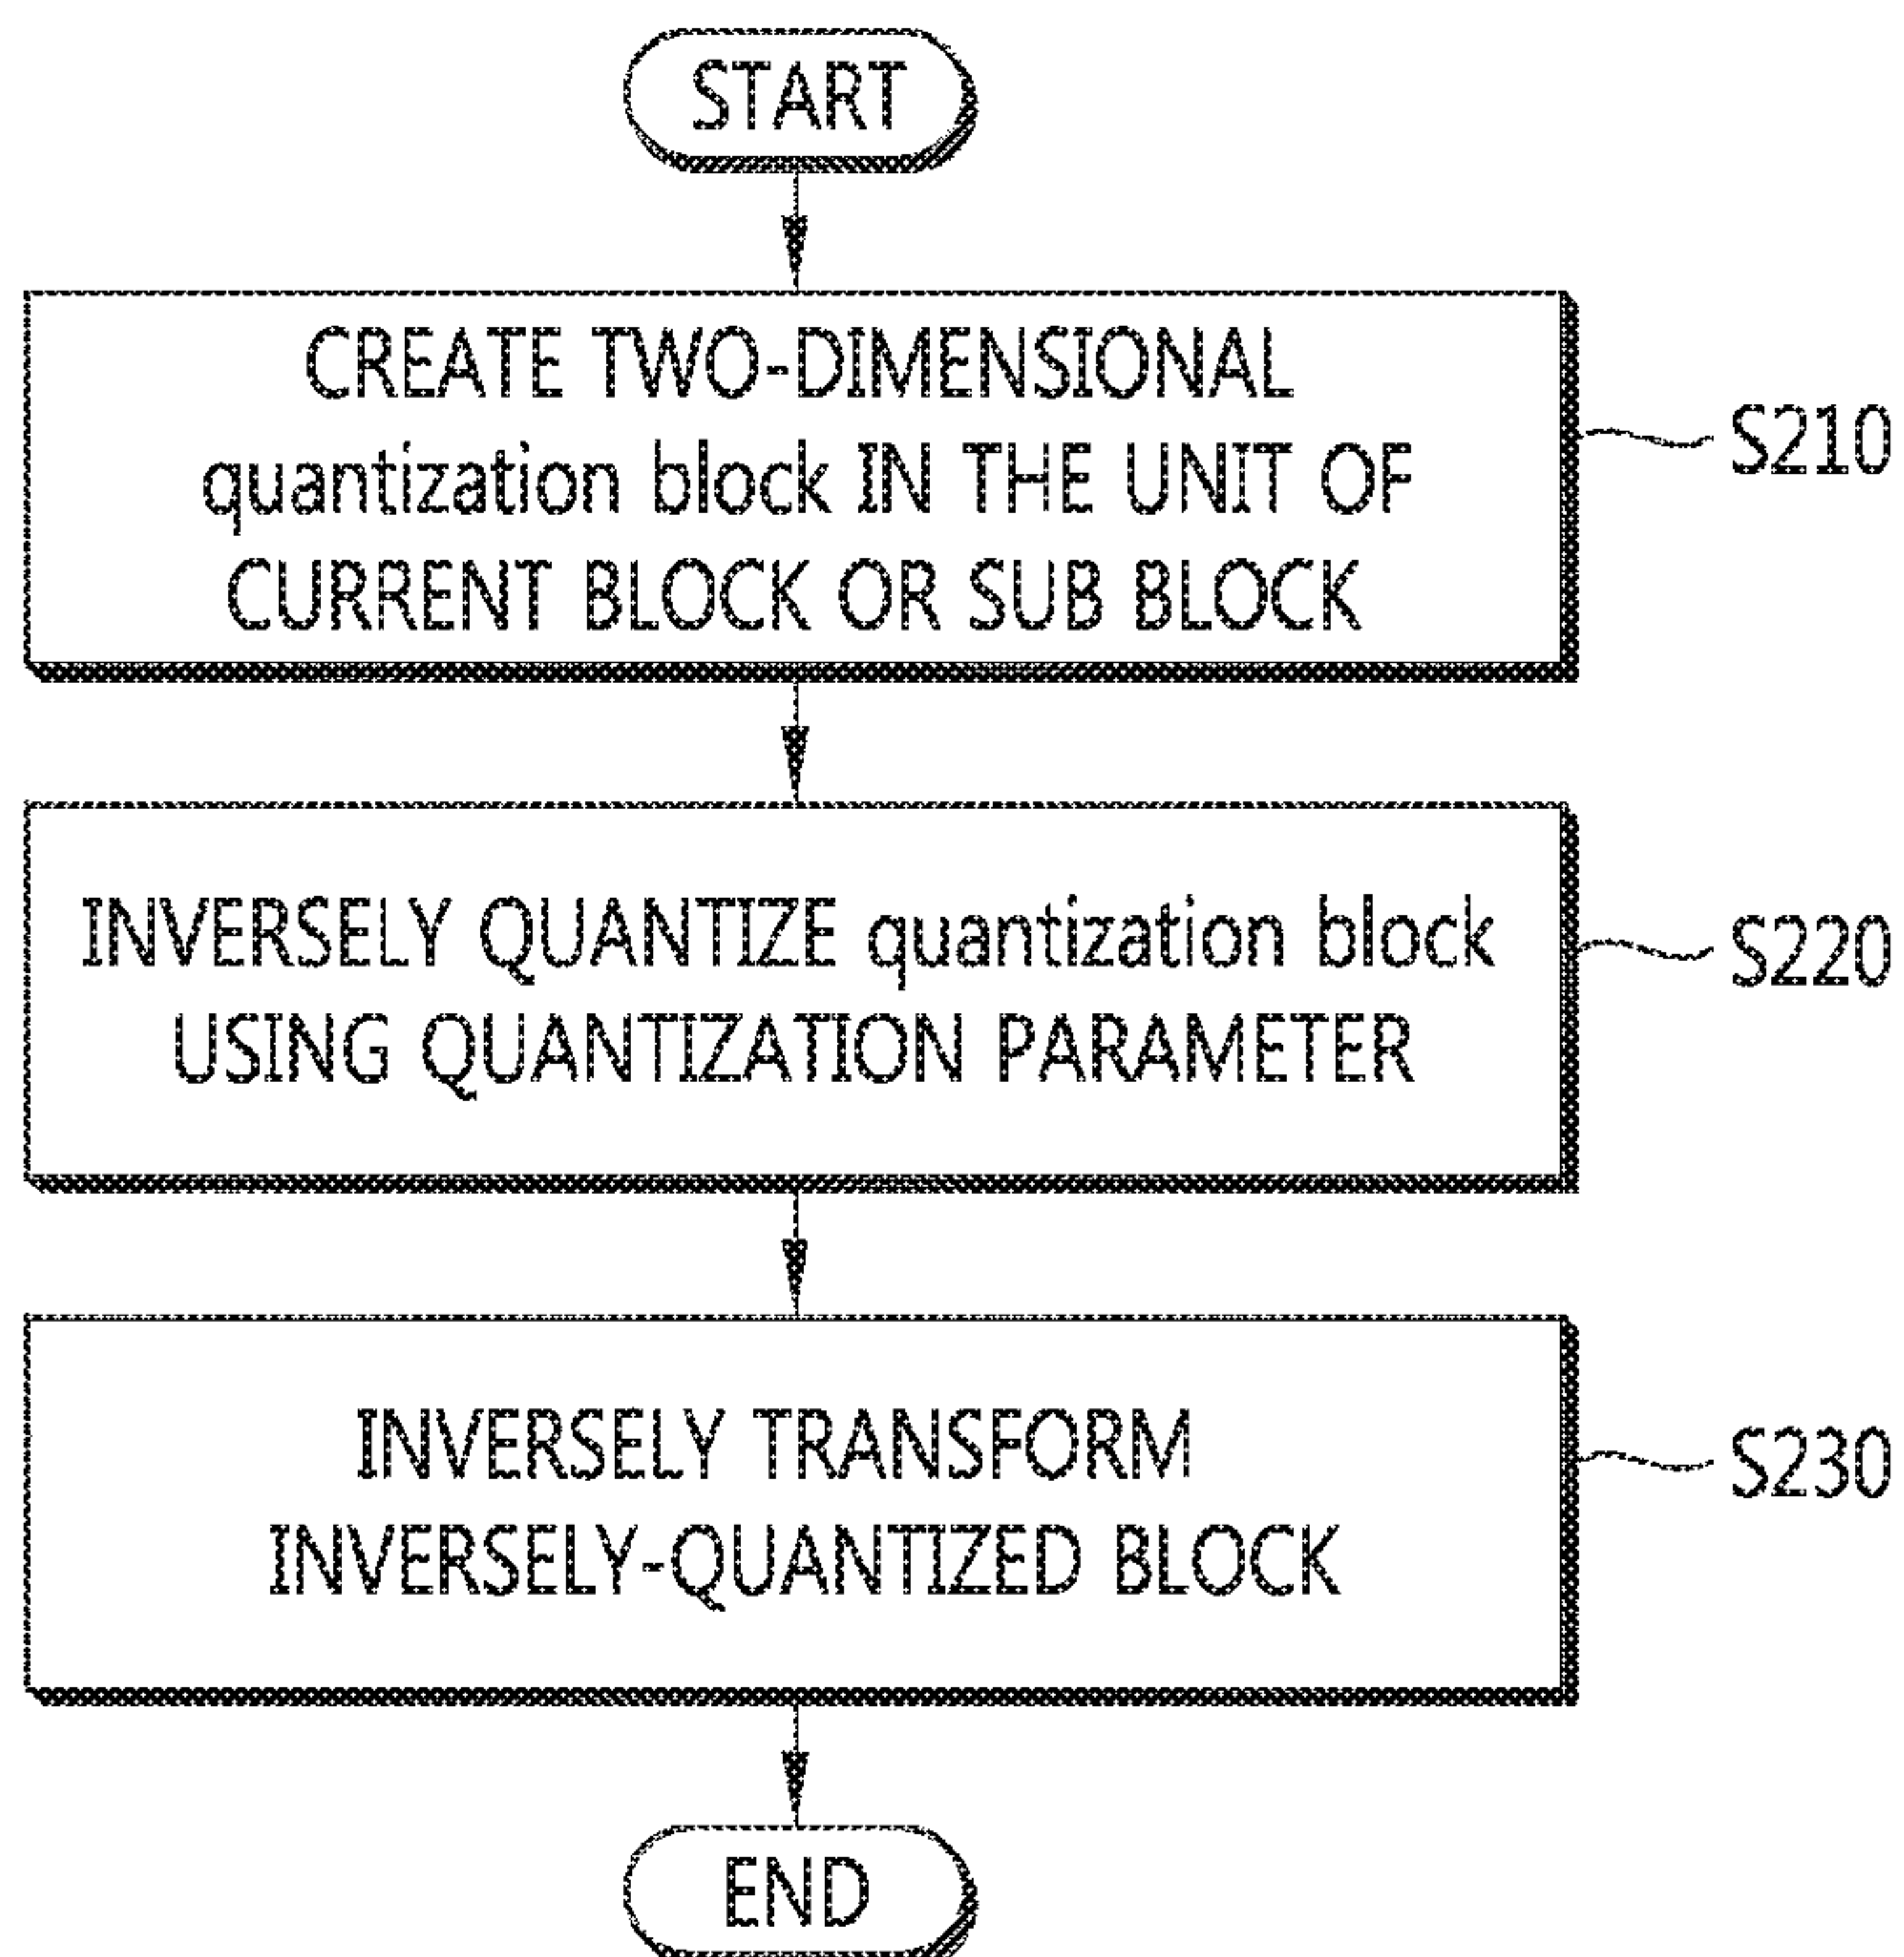 START
CREATE TWO-DIMENSIONAL
quantization block IN THE UNIT OF
CURRENT BLOCK OR SUB BLOCK
S210
INVERSELY QUANTIZE quantization block
USING QUANTIZATION PARAMETER
S220
INVERSELY TRANSFORM
INVERSELY-QUANTIZED BLOCK
S230
END